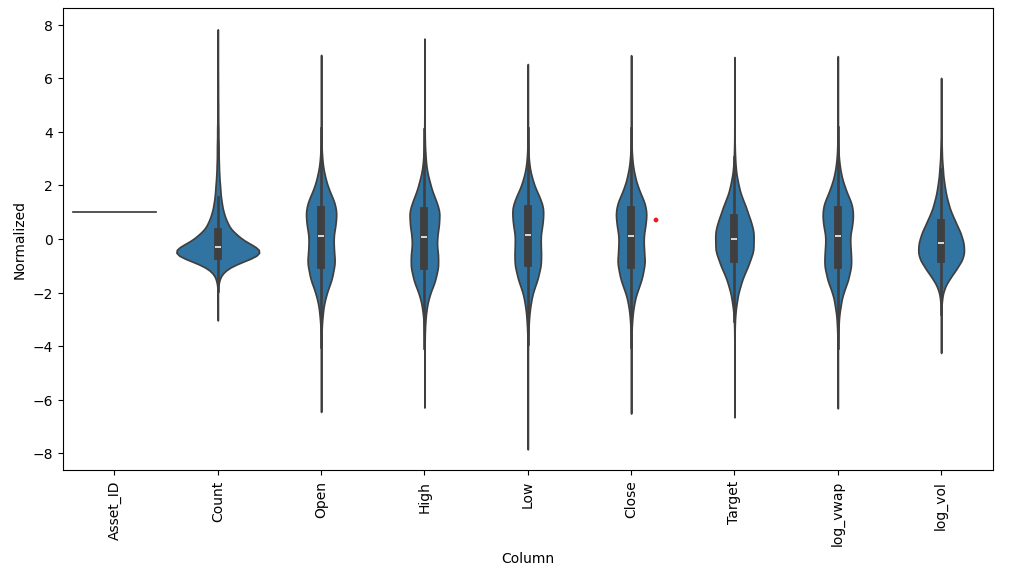 Normalized
8
6
4
2
0
−2
−4
−6
−8
Asset_ID
Count
Open
High
Low
Close
Target
log_vwap
log_vol
Column